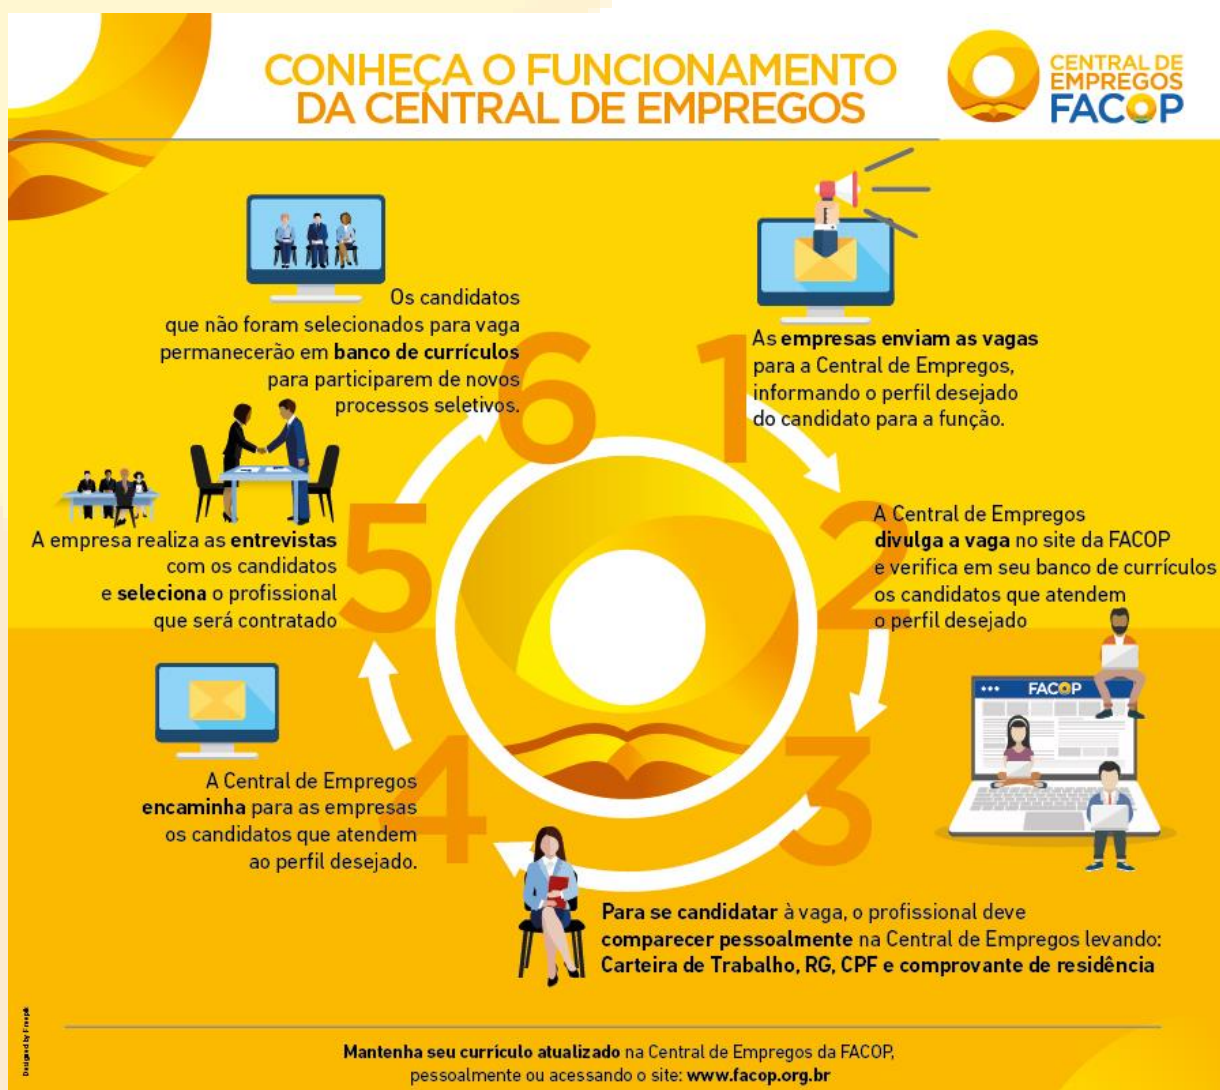 CONHEÇA O FUNCIONAMENTO
DA CENTRAL DE EMPREGOS
CENTRAL DE
EMPREGOS
FACOP
1
As empresas enviam as vagas
para a Central de Empregos,
informando o perfil desejado
do candidato para a função.
2
A Central de Empregos
divulga a vaga no site da FACOP
e verifica em seu banco de currículos
os candidatos que atendem
o perfil desejado
FACOP
3
Para se candidatar à vaga, o profissional deve
comparecer pessoalmente na Central de Empregos levando:
Carteira de Trabalho, RG, CPF e comprovante de residência
4
A Central de Empregos
encaminha para as empresas
os candidatos que atendem
ao perfil desejado.
5
A empresa realiza as entrevistas
com os candidatos
e seleciona o profissional
que será contratado
6
Os candidatos
que não foram selecionados para vaga
permanecerão em banco de currículos
para participarem de novos
processos seletivos.
Designed by Freepik
Mantenha seu currículo atualizado na Central de Empregos da FACOP,
pessoalmente ou acessando o site: www.facop.org.br